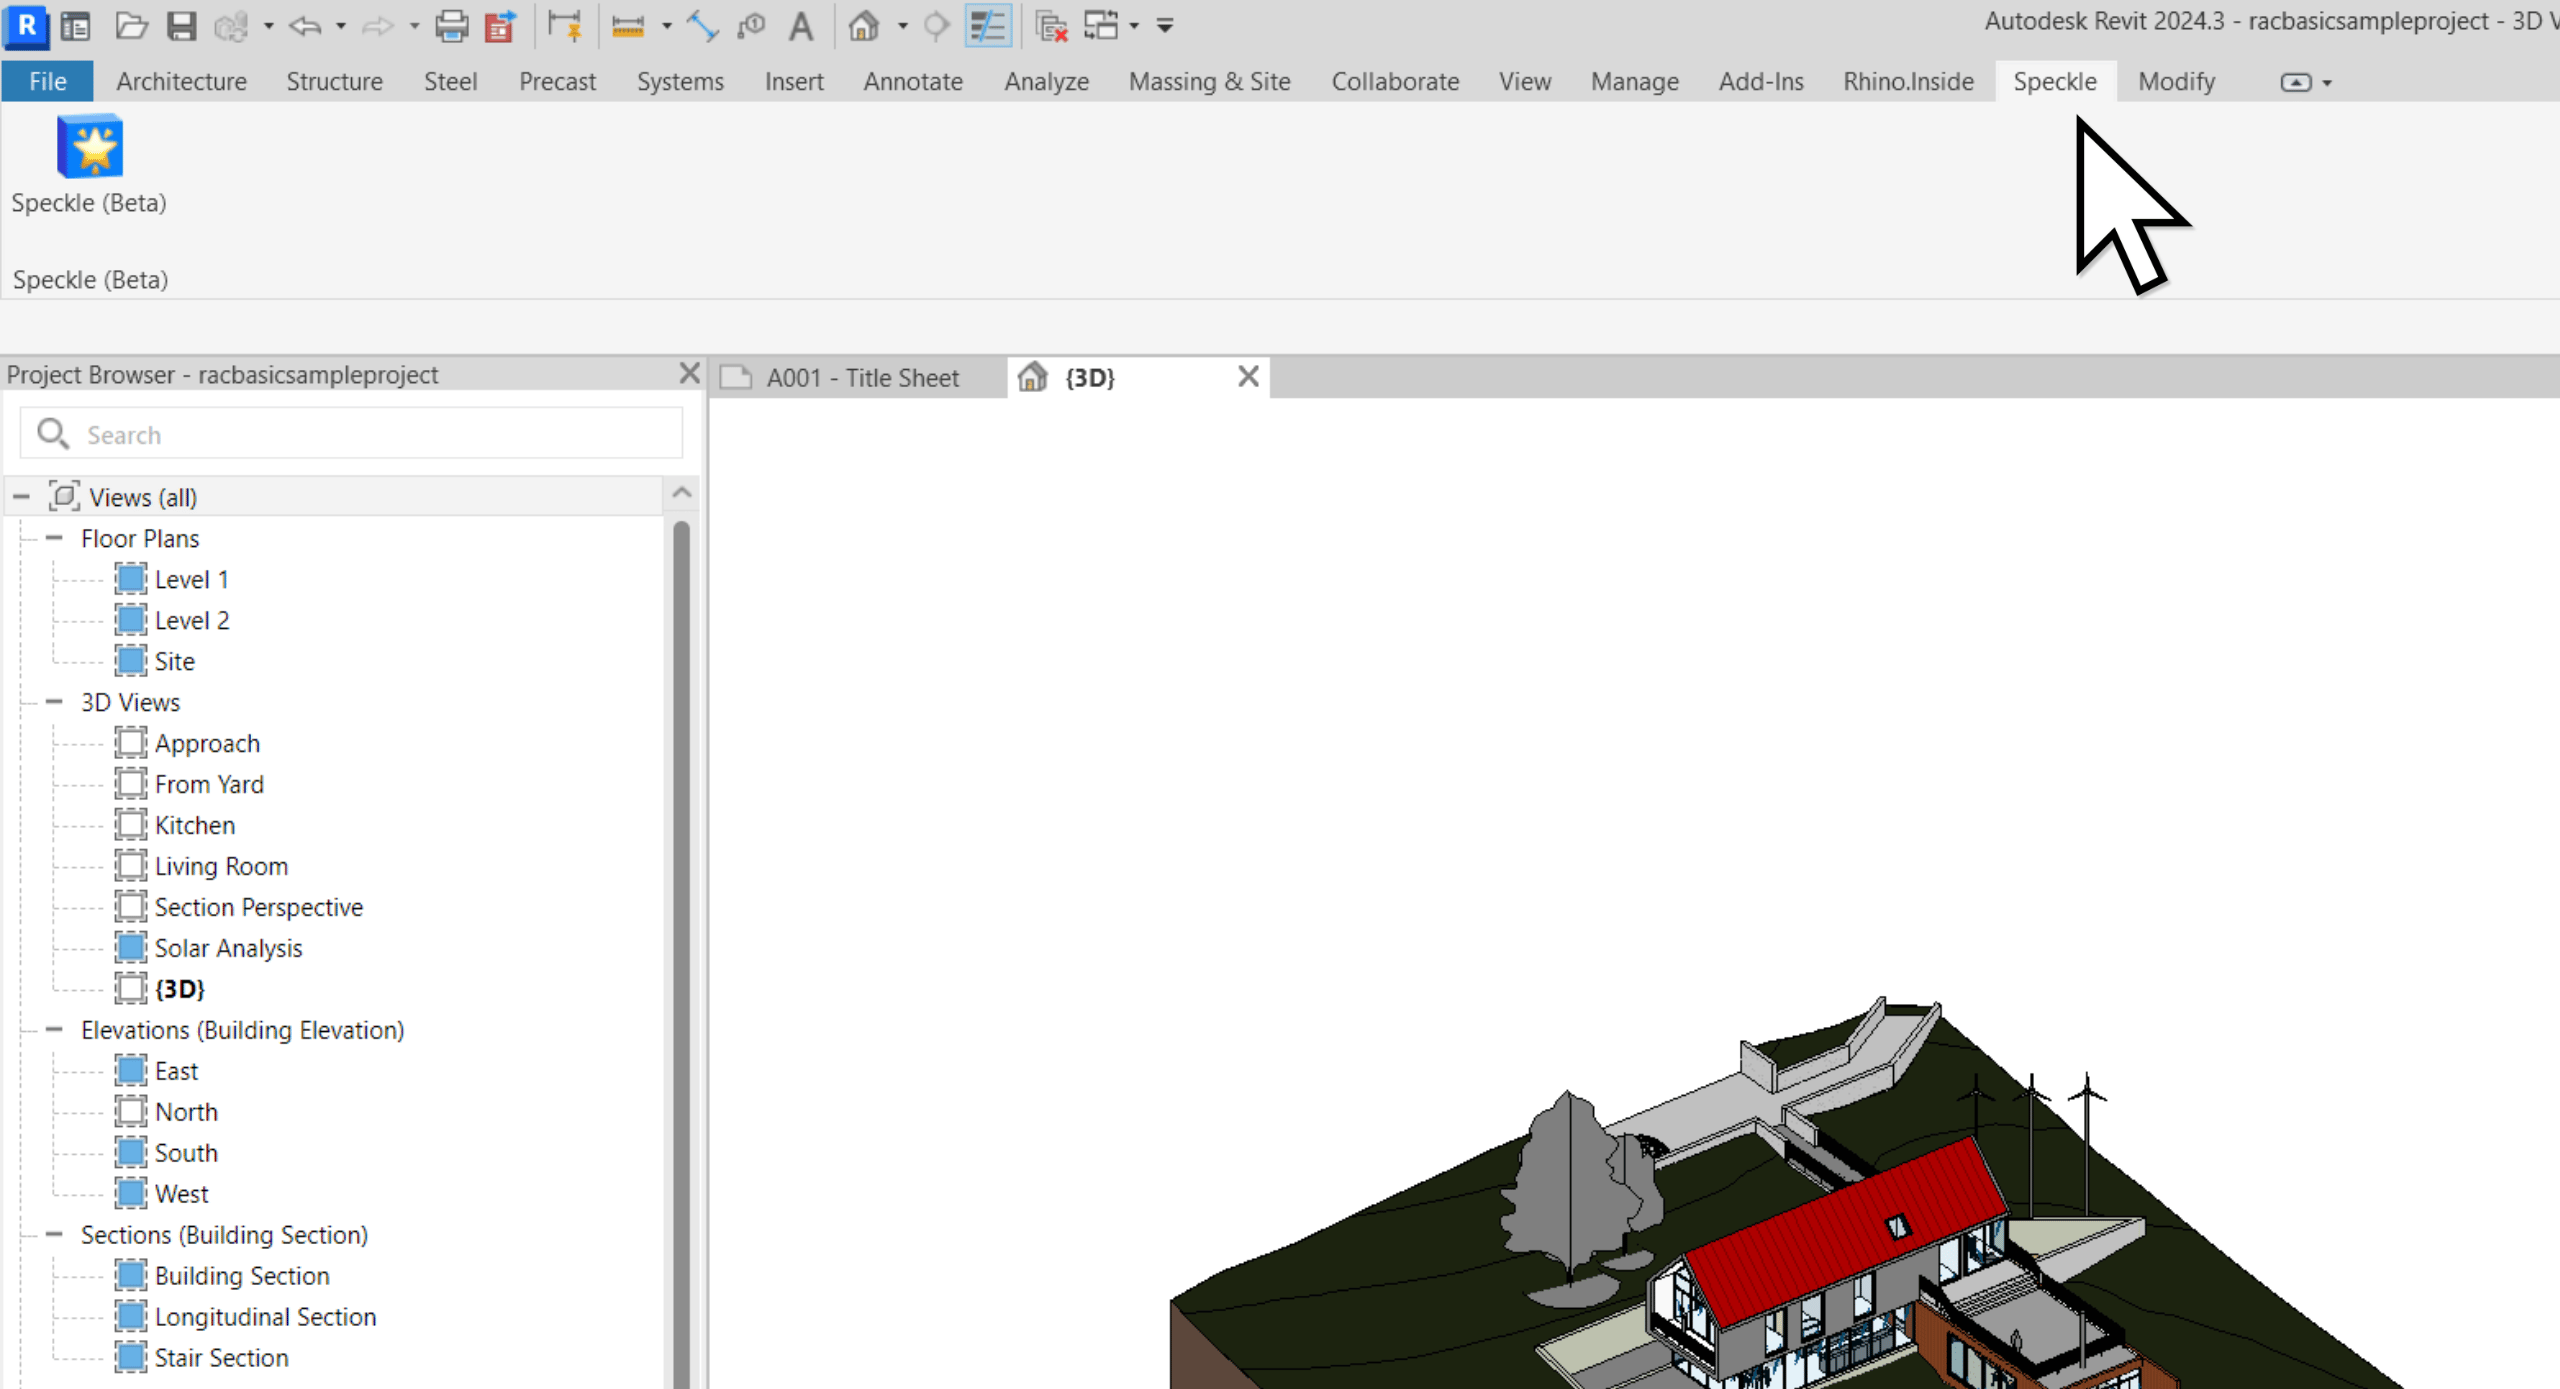 R
A
Autodesk Revit 2024.3 - racbasicsampleproject - 3D V
File Architecture Structure Steel Precast Systems Insert Annotate Analyze Massing & Site Collaborate View Manage Add-Ins Rhino.Inside Speckle Modify
Speckle (Beta)
Speckle (Beta)
Project Browser - racbasicsampleproject
A001 - Title Sheet
{3D}
Search
Views (all)
Floor Plans
Level 1
Level 2
Site
3D Views
Approach
From Yard
Kitchen
Living Room
Section Perspective
Solar Analysis
{3D}
Elevations (Building Elevation)
East
North
South
West
Sections (Building Section)
Building Section
Longitudinal Section
Stair Section